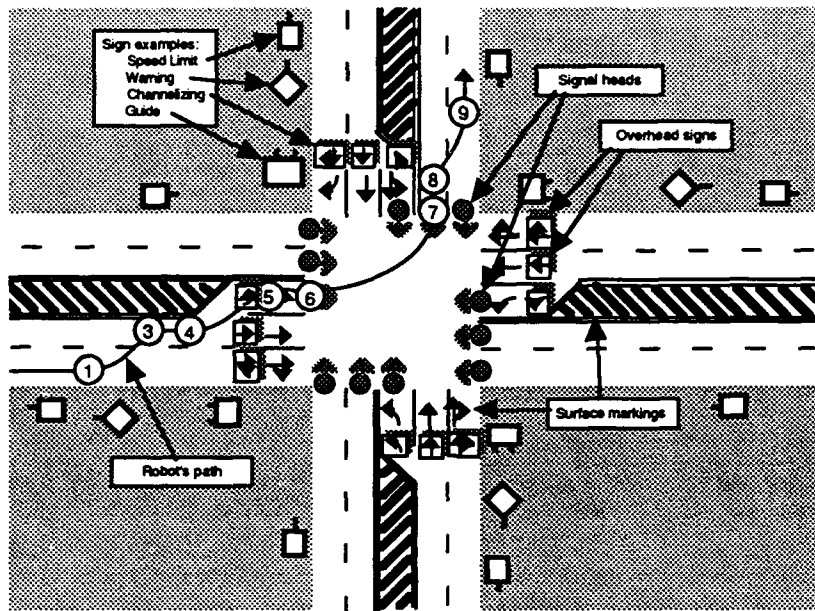 Sign examples:
Speed Limit
Warning
Channelizing
Guide
Signal heads
9
Overhead signs
8
7
5
6
3
4
1
Surface markings
Robot's path